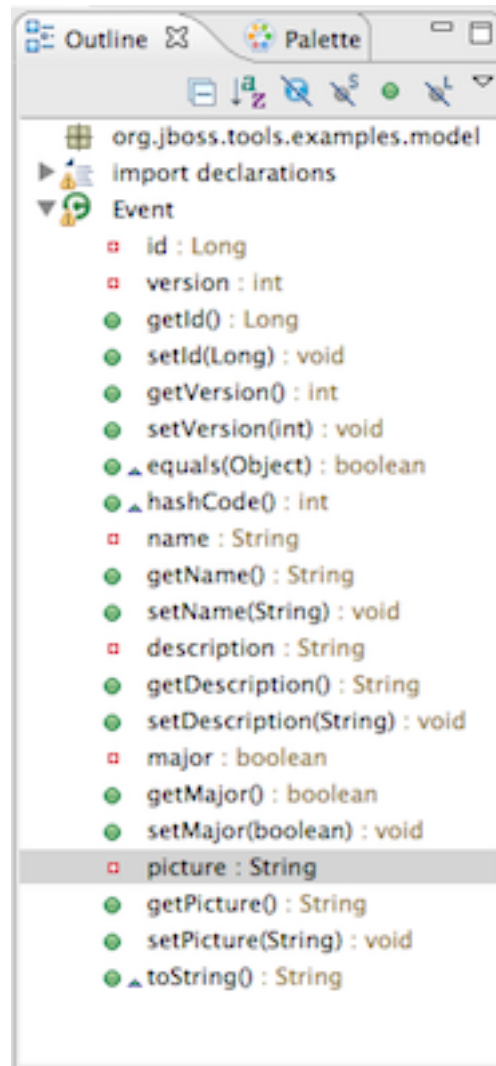 Outline Palette
org.jboss.tools.examples.model
import declarations
Event
id : Long
version : int
getId() : Long
setId(Long) : void
getVersion() : int
setVersion(int) : void
equals(Object) : boolean
hashCode() : int
name : String
getName() : String
setName(String) : void
description : String
getDescription() : String
setDescription(String) : void
major : boolean
getMajor() : boolean
setMajor(boolean) : void
picture : String
getPicture() : String
setPicture(String) : void
toString() : String